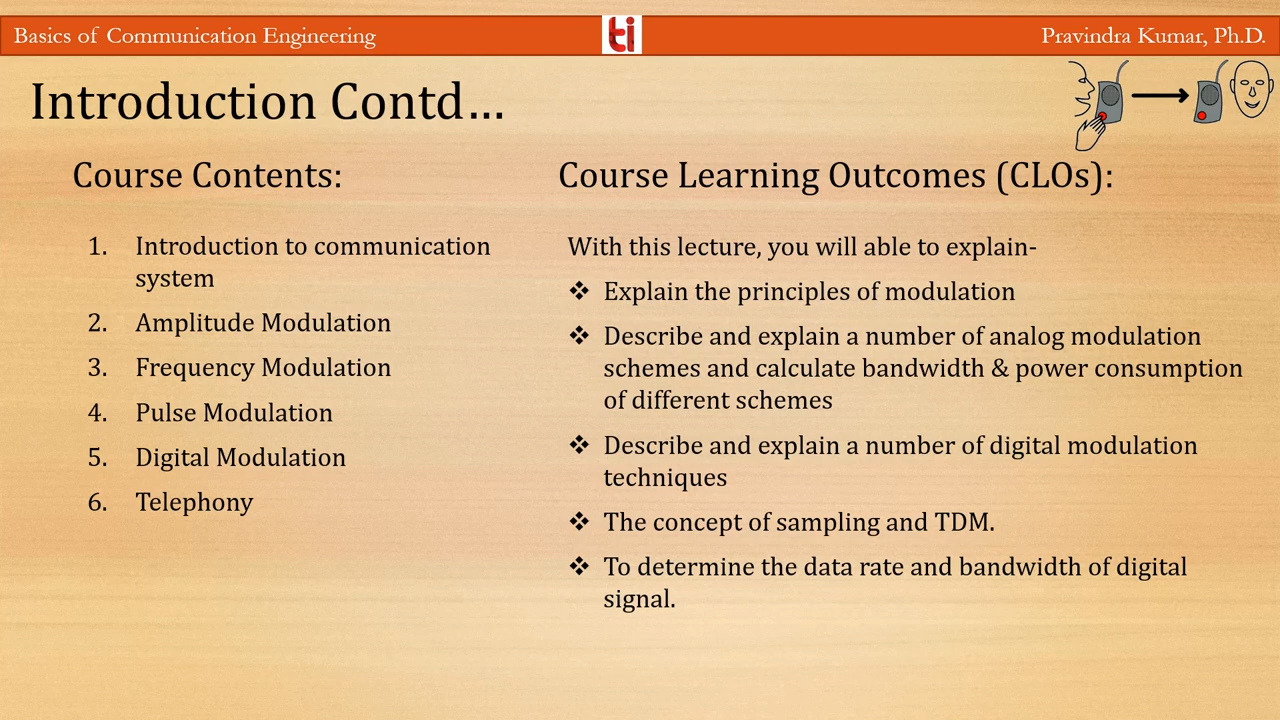 Basics of Communication Engineering
ti
Pravindra Kumar, Ph.D.
Introduction Contd…
Course Contents:
1. Introduction to communication
system
2. Amplitude Modulation
3. Frequency Modulation
4. Pulse Modulation
5. Digital Modulation
6. Telephony
Course Learning Outcomes (CLOs):
With this lecture, you will able to explain-
❖ Explain the principles of modulation
❖ Describe and explain a number of analog modulation
schemes and calculate bandwidth & power consumption
of different schemes
❖ Describe and explain a number of digital modulation
techniques
❖ The concept of sampling and TDM.
❖ To determine the data rate and bandwidth of digital
signal.